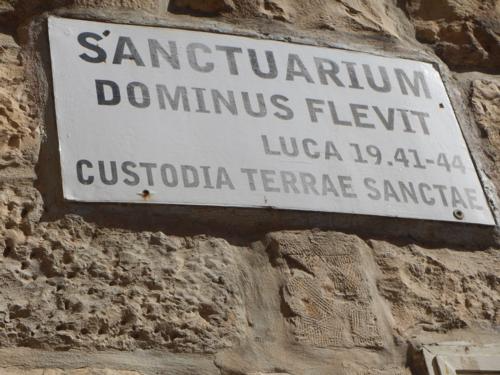 SANCTUARIUM
DOMINUS FLEVIT
LUCA 19.41-44
CUSTODIA TERRAE SANCTAE